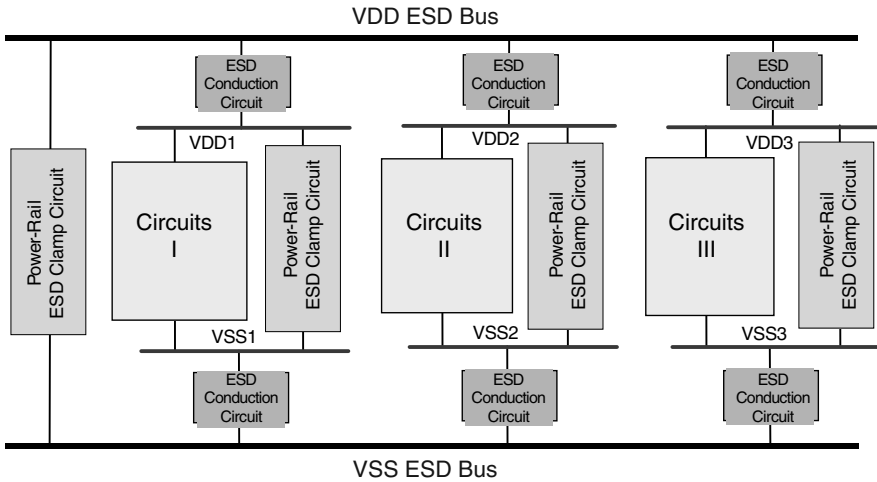 VDD ESD Bus
ESD
Conduction
Circuit
ESD
Conduction
Circuit
ESD
Conduction
Circuit
VDD1
VDD2
VDD3
Power-Rail
ESD Clamp Circuit
Circuits
I
Power-Rail
ESD Clamp Circuit
Circuits
II
Power-Rail
ESD Clamp Circuit
Circuits
III
Power-Rail
ESD Clamp Circuit
VSS1
VSS2
VSS3
ESD
Conduction
Circuit
ESD
Conduction
Circuit
ESD
Conduction
Circuit
VSS ESD Bus